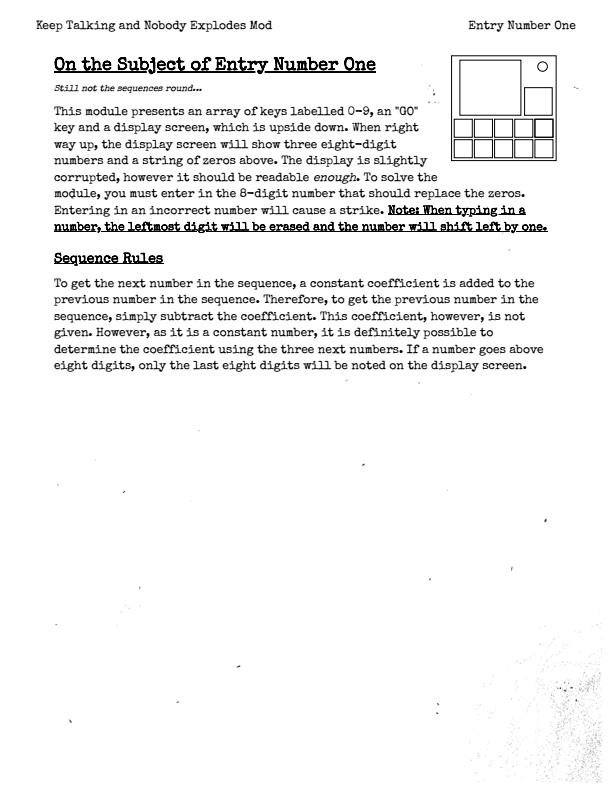 Keep Talking and Nobody Explodes Mod
Entry Number One
On the Subject of Entry Number One
Still not the sequences round...
This module presents an array of keys labelled 0-9, an "GO"
key and a display screen, which is upside down. When right
way up, the display screen will show three eight-digit
numbers and a string of zeros above. The display is slightly
corrupted, however it should be readable enough. To solve the
module, you must enter in the 8-digit number that should replace the zeros.
Entering in an incorrect number will cause a strike. Note: When typing in a
number, the leftmost digit will be erased and the number will shift left by one.
Sequence Rules
To get the next number in the sequence, a constant coefficient is added to the
previous number in the sequence. Therefore, to get the previous number in the
sequence, simply subtract the coefficient. This coefficient, however, is not
given. However, as it is a constant number, it is definitely possible to
determine the coefficient using the three next numbers. If a number goes above
eight digits, only the last eight digits will be noted on the display screen.